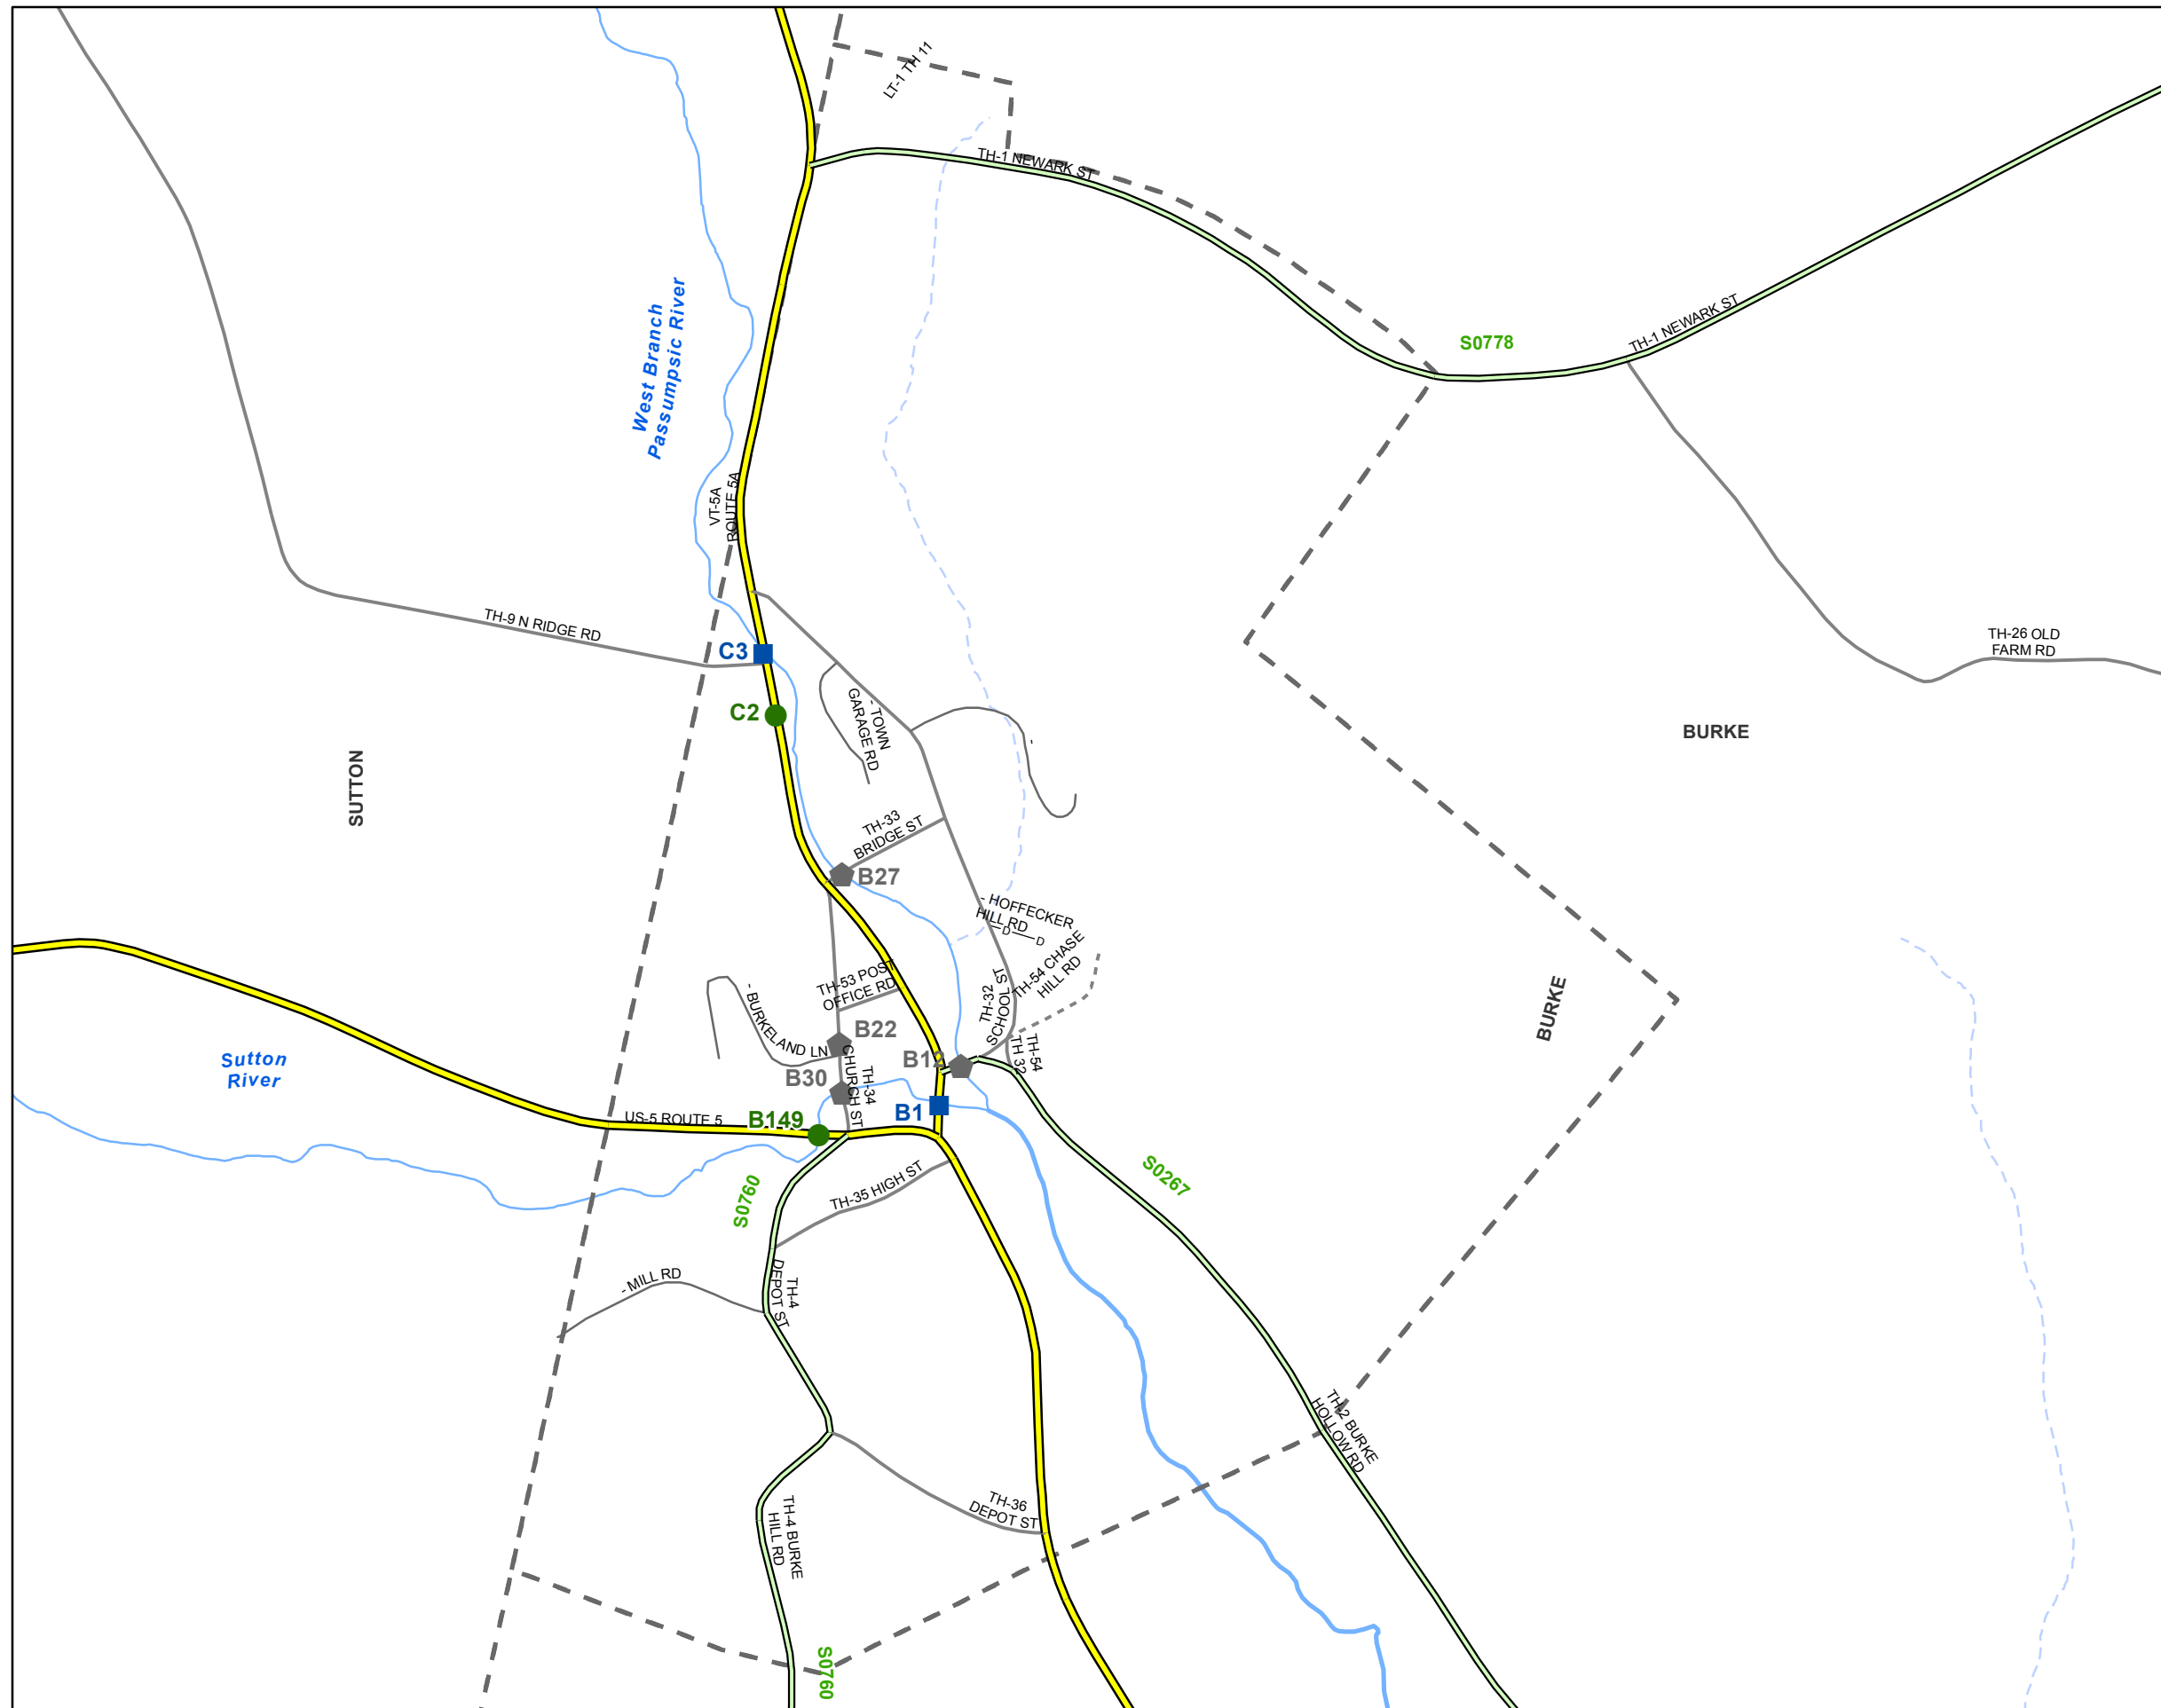 LT-1 TH 11
TH-1 NEWARK ST
S0778
TH-1 NEWARK ST
West Branch
Passumpsic River
VT-5A
ROUTE 5A
TH-9 N RIDGE RD
C3
C2
- TOWN
GARAGE RD
-
TH-26 OLD
FARM RD
BURKE
SUTTON
TH-33
BRIDGE ST
B27
- HOFFECKER
HILL RD
D
D
TH-54 CHASE
HILL RD
TH-53 POST
OFFICE RD
TH-32
SCHOOL ST
BURKE
- BURKELAND LN
B22
TH-54
TH 32
Sutton
River
B30
TH-34
CHURCH ST
B1
US-5 ROUTE 5
B149
S0760
TH-35 HIGH ST
S0267
- MILL RD
TH-4
DEPOT ST
TH-2 BURKE
HOLLOW RD
TH-36
DEPOT ST
TH-4 BURKE
HILL RD
S0760